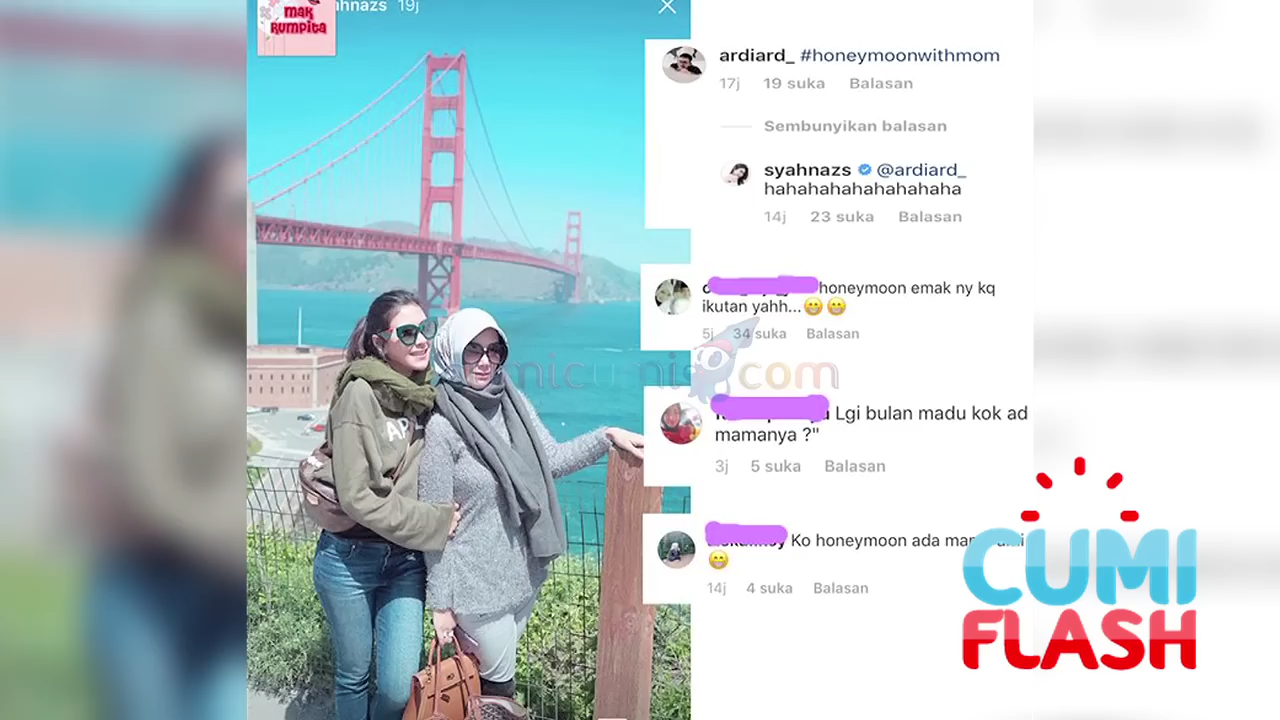 MAK
RUMPITA
ahnazs 19j
ardiard_ #honeymoonwithmom
17j 19 suka Balasan
Sembunyikan balasan
syahnazs @ardiard_
hahahahahahahahaha
14j 23 suka Balasan
honeymoon emak ny kq
ikutan yahh...😁😁
5j 34 suka Balasan
.com
Lgi bulan madu kok ad
mamanya ?"
3j 5 suka Balasan
Ko honeymoon ada
😁
14j 4 suka Balasan
AP
CUMI
FLASH